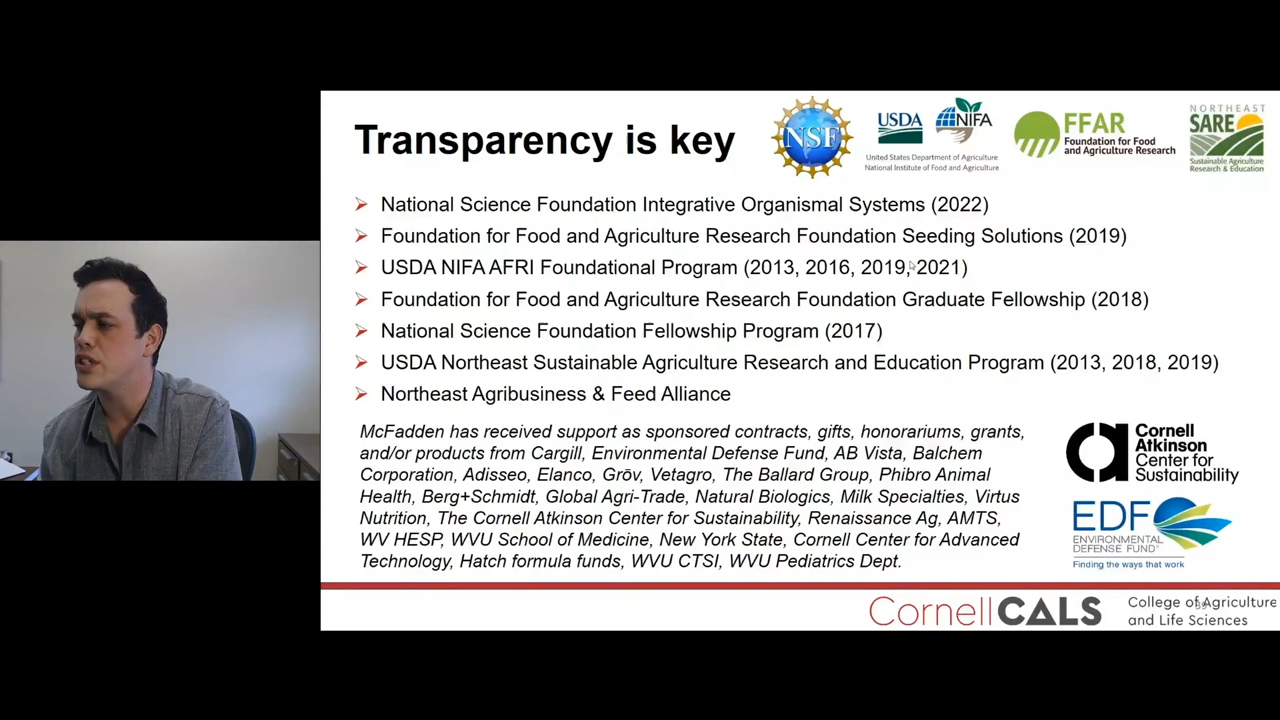 Transparency is key
NSF
USDA
NIFA
United States Department of Agriculture
National Institute of Food and Agriculture
FFAR
Foundation for Food
and Agriculture Research
NORTHEAST
SARE
Sustainable Agriculture
Research & Education
National Science Foundation Integrative Organismal Systems (2022)
Foundation for Food and Agriculture Research Foundation Seeding Solutions (2019)
USDA NIFA AFRI Foundational Program (2013, 2016, 2019, 2021)
Foundation for Food and Agriculture Research Foundation Graduate Fellowship (2018)
National Science Foundation Fellowship Program (2017)
USDA Northeast Sustainable Agriculture Research and Education Program (2013, 2018, 2019)
Northeast Agribusiness & Feed Alliance
McFadden has received support as sponsored contracts, gifts, honorariums, grants,
and/or products from Cargill, Environmental Defense Fund, AB Vista, Balchem
Corporation, Adisseo, Elanco, Grōv, Vetagro, The Ballard Group, Phibro Animal
Health, Berg+Schmidt, Global Agri-Trade, Natural Biologics, Milk Specialties, Virtus
Nutrition, The Cornell Atkinson Center for Sustainability, Renaissance Ag, AMTS,
WV HESP, WVU School of Medicine, New York State, Cornell Center for Advanced
Technology, Hatch formula funds, WVU CTSI, WVU Pediatrics Dept.
Cornell
Atkinson
Center for
Sustainability
EDF
ENVIRONMENTAL
DEFENSE FUND
Finding the ways that work
CornellCALS
College of Agriculture
and Life Sciences